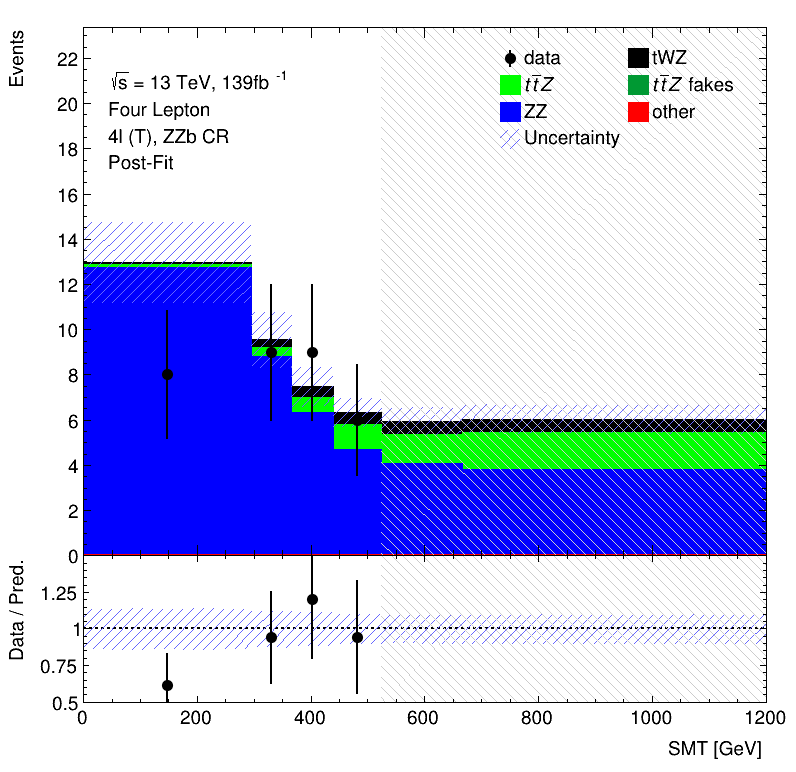 Events
22
20
18
16
14
12
10
8
6
4
2
0
√s = 13 TeV, 139fb -1
Four Lepton
4l (T), ZZb CR
Post-Fit
data
tt̄Z
ZZ
Uncertainty
tWZ
tt̄Z fakes
other
Data / Pred.
1.25
1
0.75
0.5
0 200 400 600 800 1000 1200
SMT [GeV]